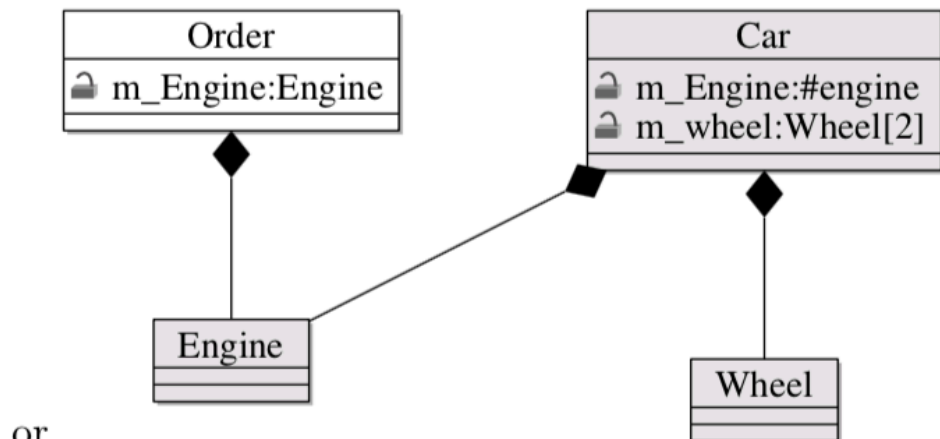 Order
m_Engine:Engine
Car
m_Engine:#engine
m_wheel:Wheel[2]
Engine
Wheel
or